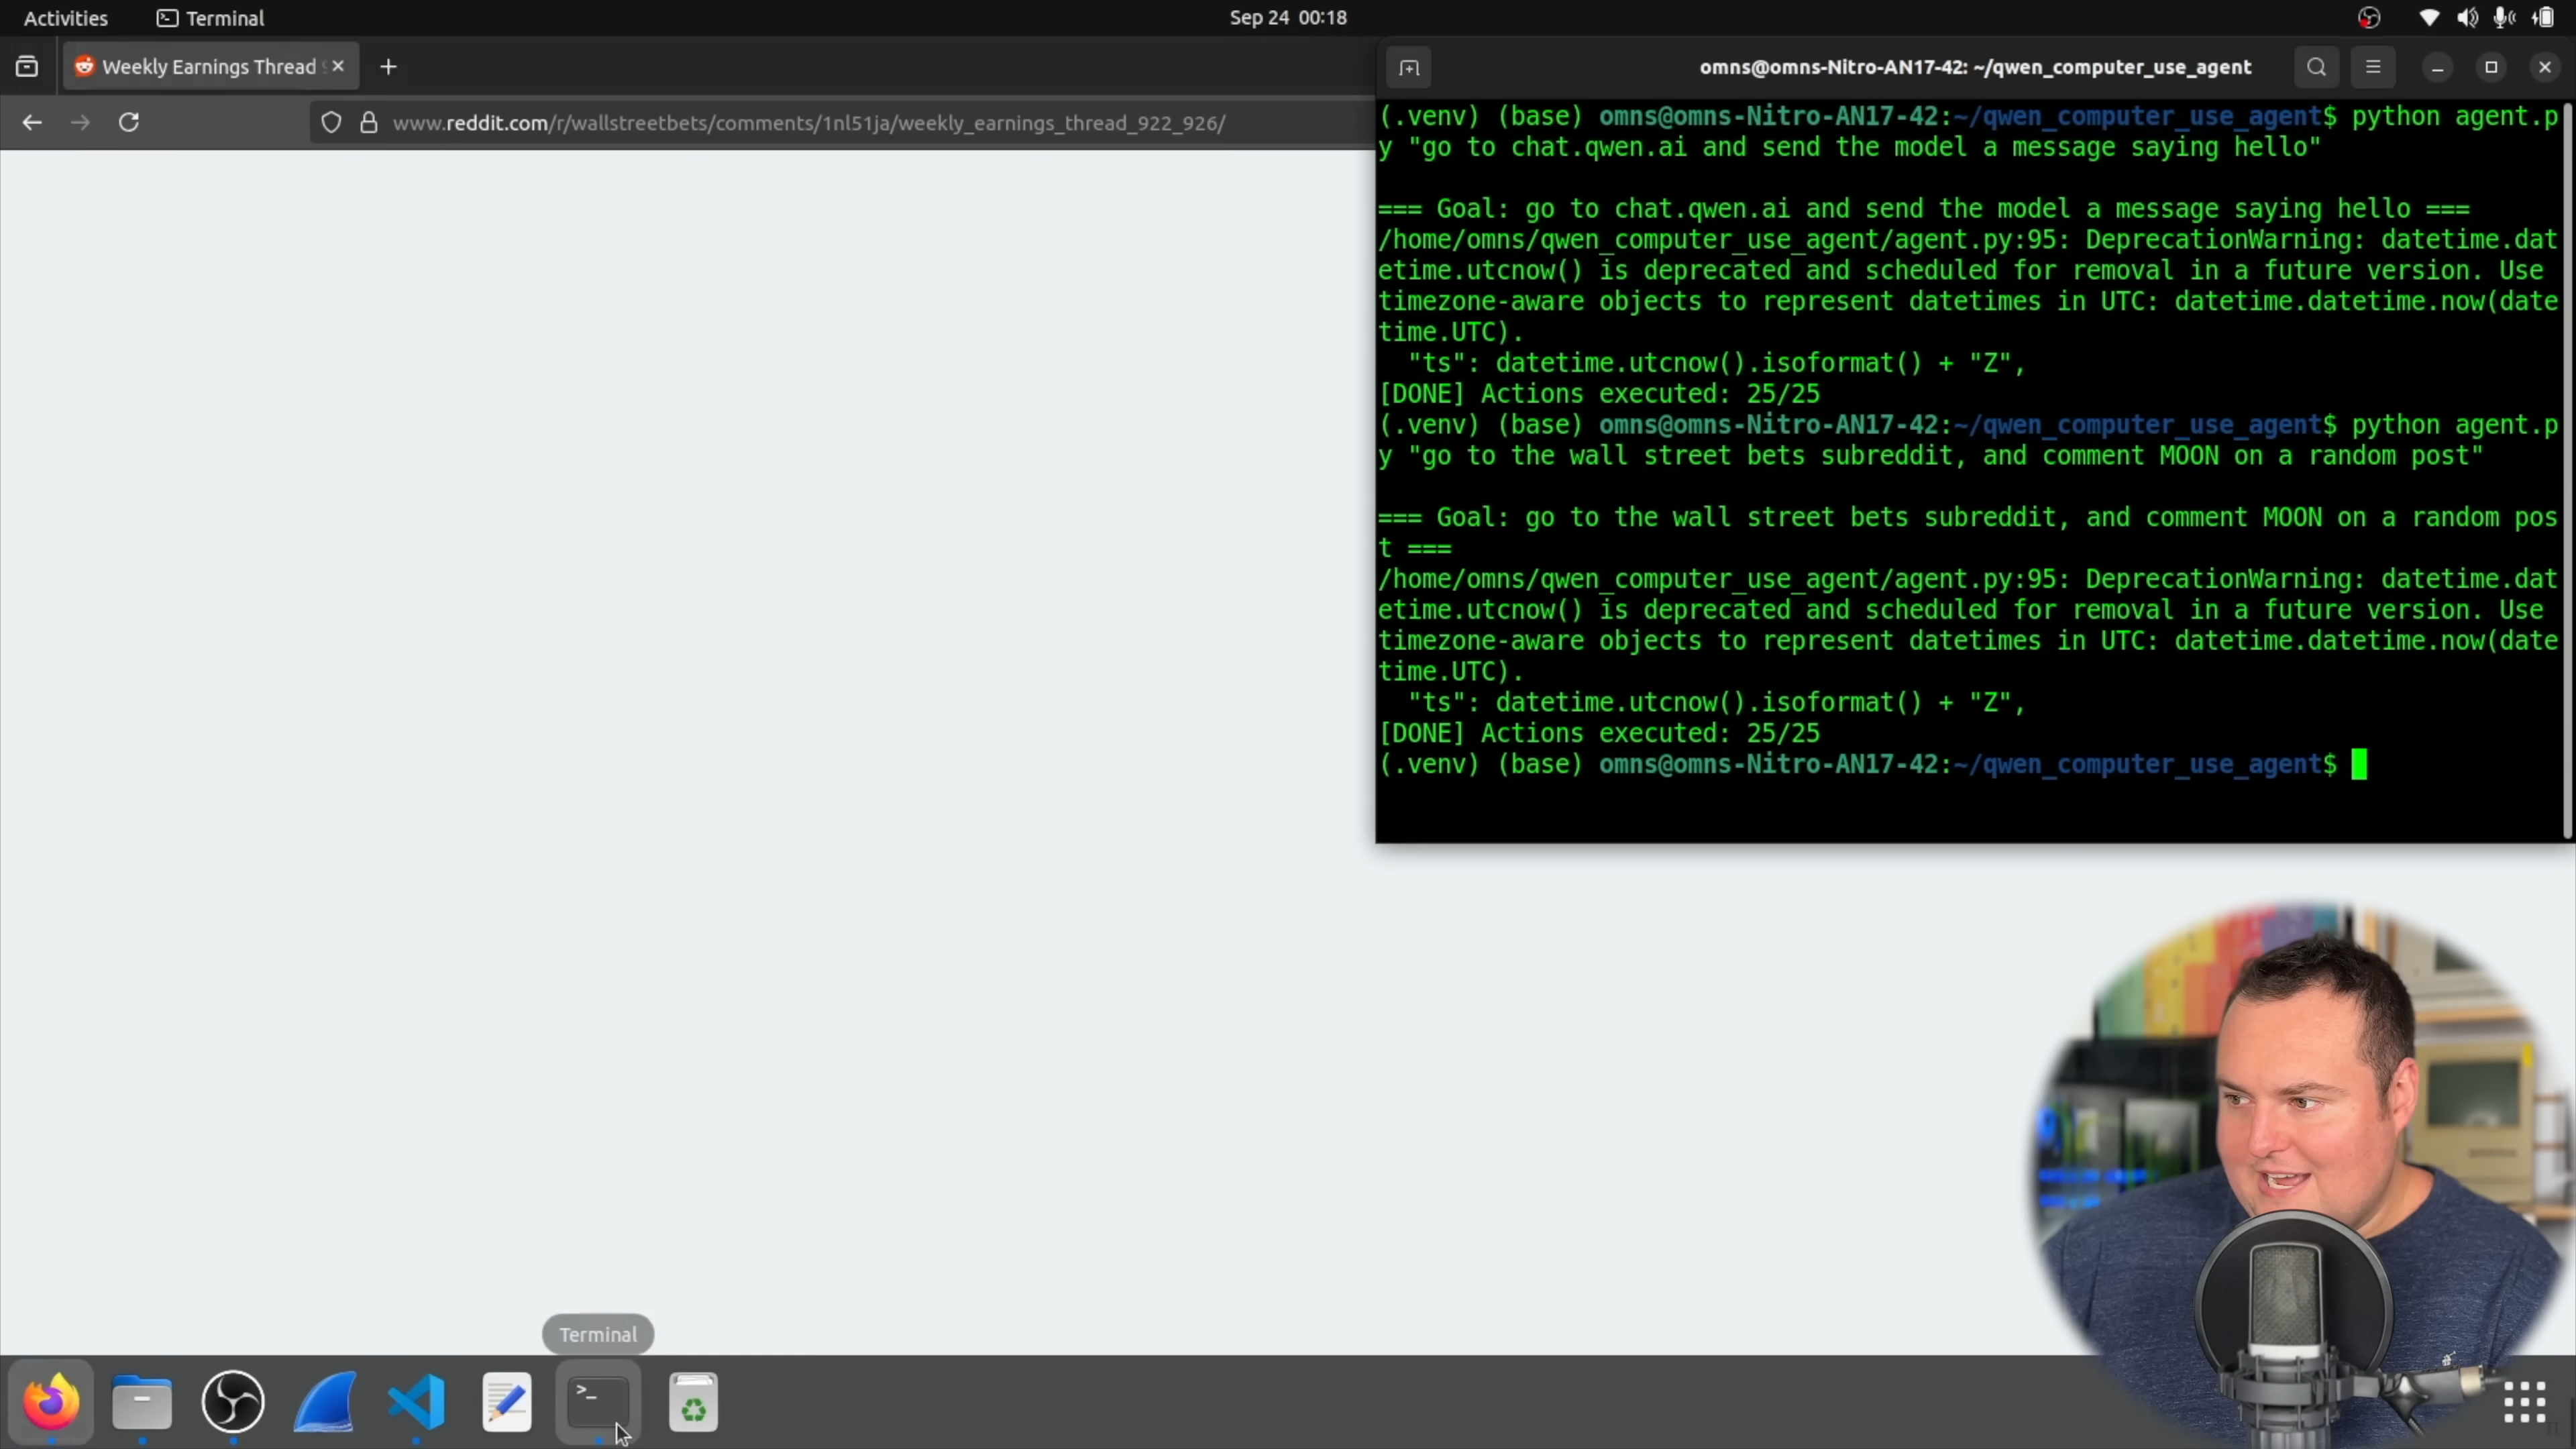 Activities
Terminal
Sep 24 00:18
Weekly Earnings Thread
www.reddit.com/r/wallstreetbets/comments/1nl51ja/weekly_earnings_thread_922_926/
omns@omns-Nitro-AN17-42: ~/qwen_computer_use_agent
(.venv) (base) omns@omns-Nitro-AN17-42:~/qwen_computer_use_agent$ python agent.p
y "go to chat.qwen.ai and send the model a message saying hello"
=== Goal: go to chat.qwen.ai and send the model a message saying hello ===
/home/omns/qwen_computer_use_agent/agent.py:95: DeprecationWarning: datetime.dat
etime.utcnow() is deprecated and scheduled for removal in a future version. Use
timezone-aware objects to represent datetimes in UTC: datetime.datetime.now(date
time.UTC).
"ts": datetime.utcnow().isoformat() + "Z",
[DONE] Actions executed: 25/25
(.venv) (base) omns@omns-Nitro-AN17-42:~/qwen_computer_use_agent$ python agent.p
y "go to the wall street bets subreddit, and comment MOON on a random post"
=== Goal: go to the wall street bets subreddit, and comment MOON on a random pos
t ===
/home/omns/qwen_computer_use_agent/agent.py:95: DeprecationWarning: datetime.dat
etime.utcnow() is deprecated and scheduled for removal in a future version. Use
timezone-aware objects to represent datetimes in UTC: datetime.datetime.now(date
time.UTC).
"ts": datetime.utcnow().isoformat() + "Z",
[DONE] Actions executed: 25/25
(.venv) (base) omns@omns-Nitro-AN17-42:~/qwen_computer_use_agent$
Terminal